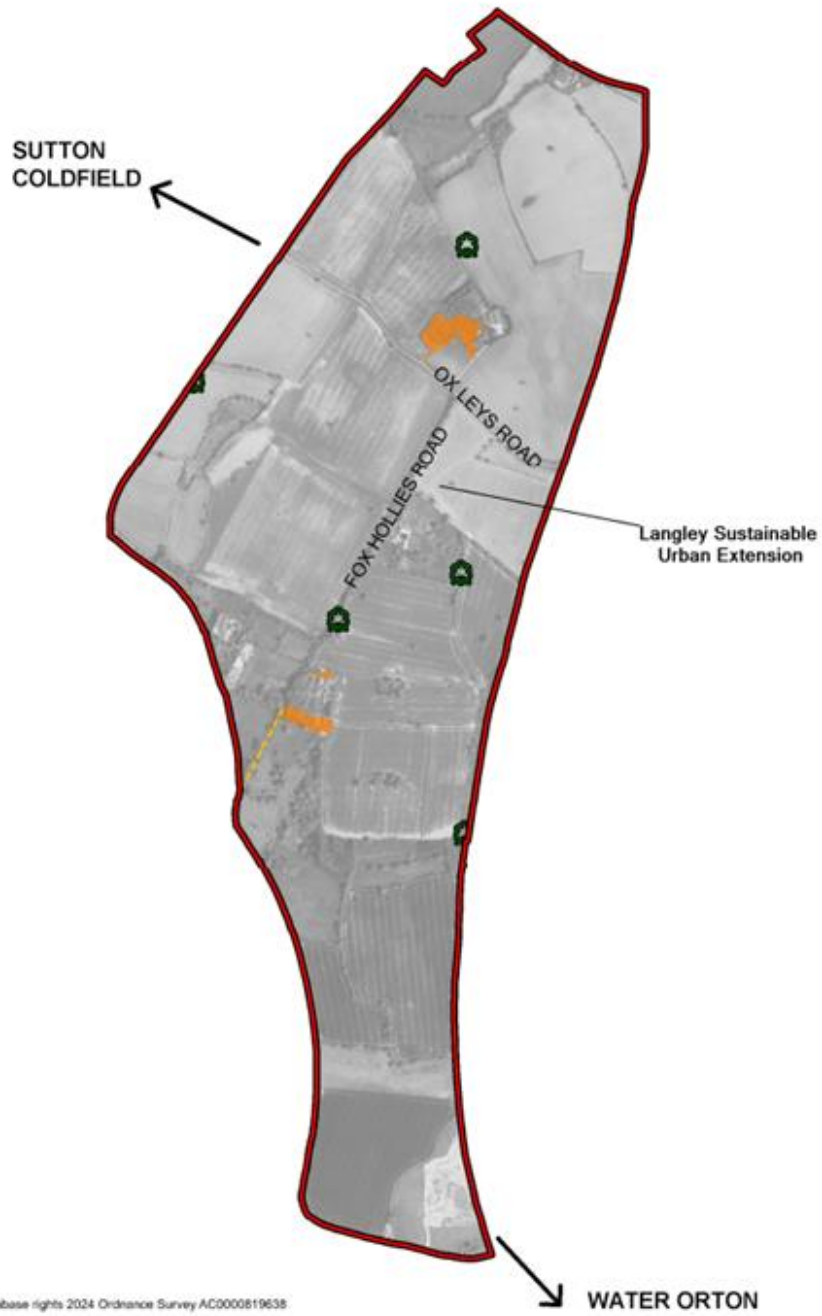 SUTTON
COLDFIELD
OX LEYS ROAD
FOX HOLLIES ROAD
Langley Sustainable
Urban Extension
rights 2024 Ordnance Survey AC0000819638
WATER ORTON